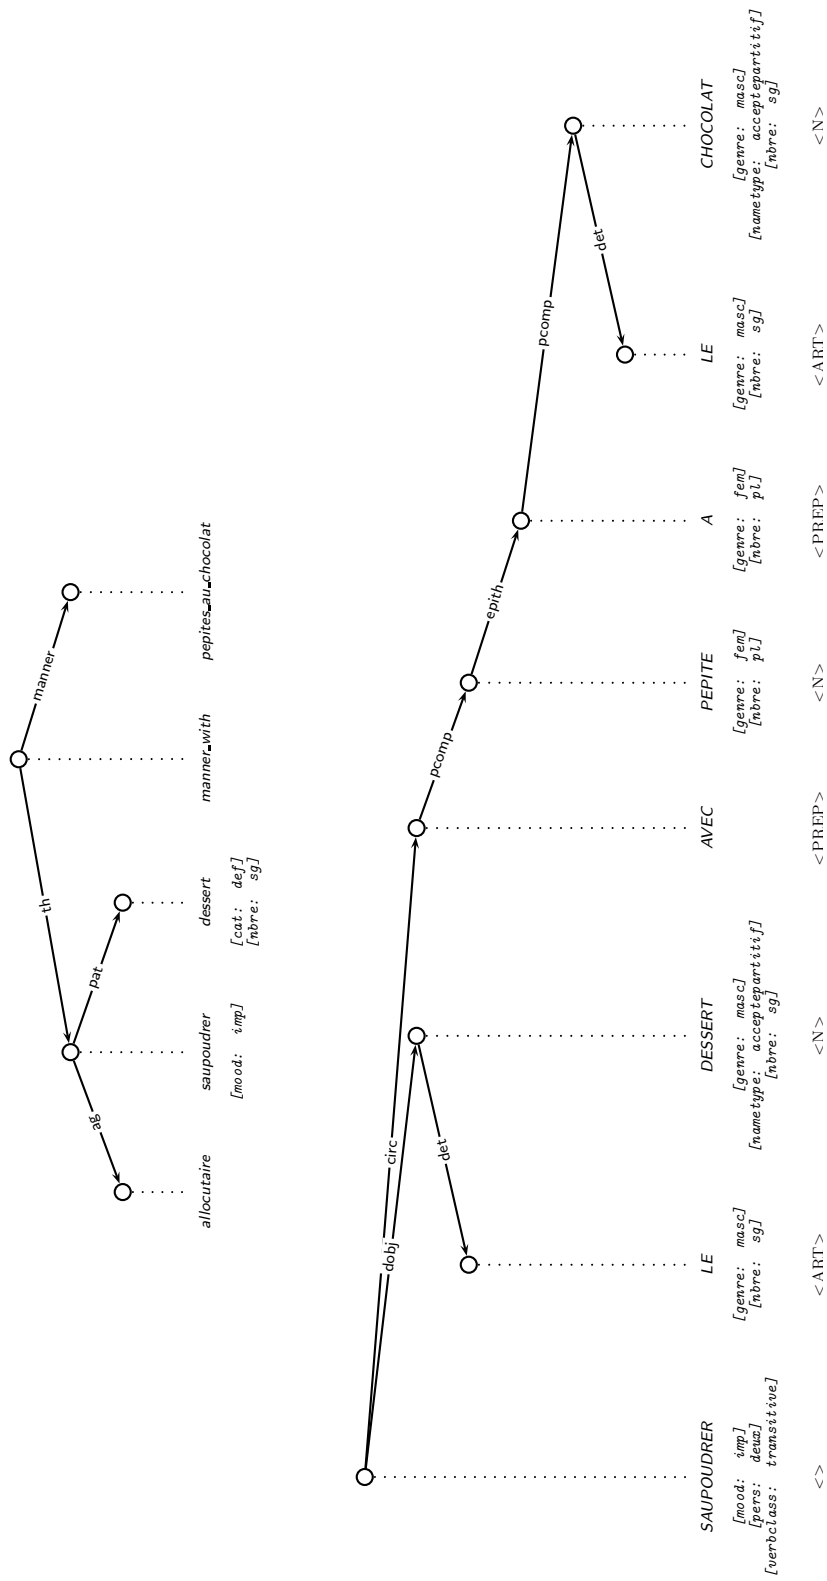 th manner
ag pat
allocutaire saupoudrer dessert manner_with pepites_au_chocolat
[mood: imp] [cat: def]
[nbre: sg]
dobj circ
det pcomp
epith
pcomp
det
SAUPOUDRER LE DESSERT AVEC PEPITE A LE CHOCOLAT
[mood: imp] [genre: masc] [genre: masc] [genre: fem] [genre: fem] [genre: masc] [genre: masc]
[pers: deux] [nbre: sg] [nametype: acceptepartitif] [nbre: pl] [nbre: pl] [nbre: sg] [nametype: acceptepartitif]
[verbclass: transitive] [nbre: sg] [nbre: sg]
<> <ART> <N> <PREP> <N> <PREP> <ART> <N>